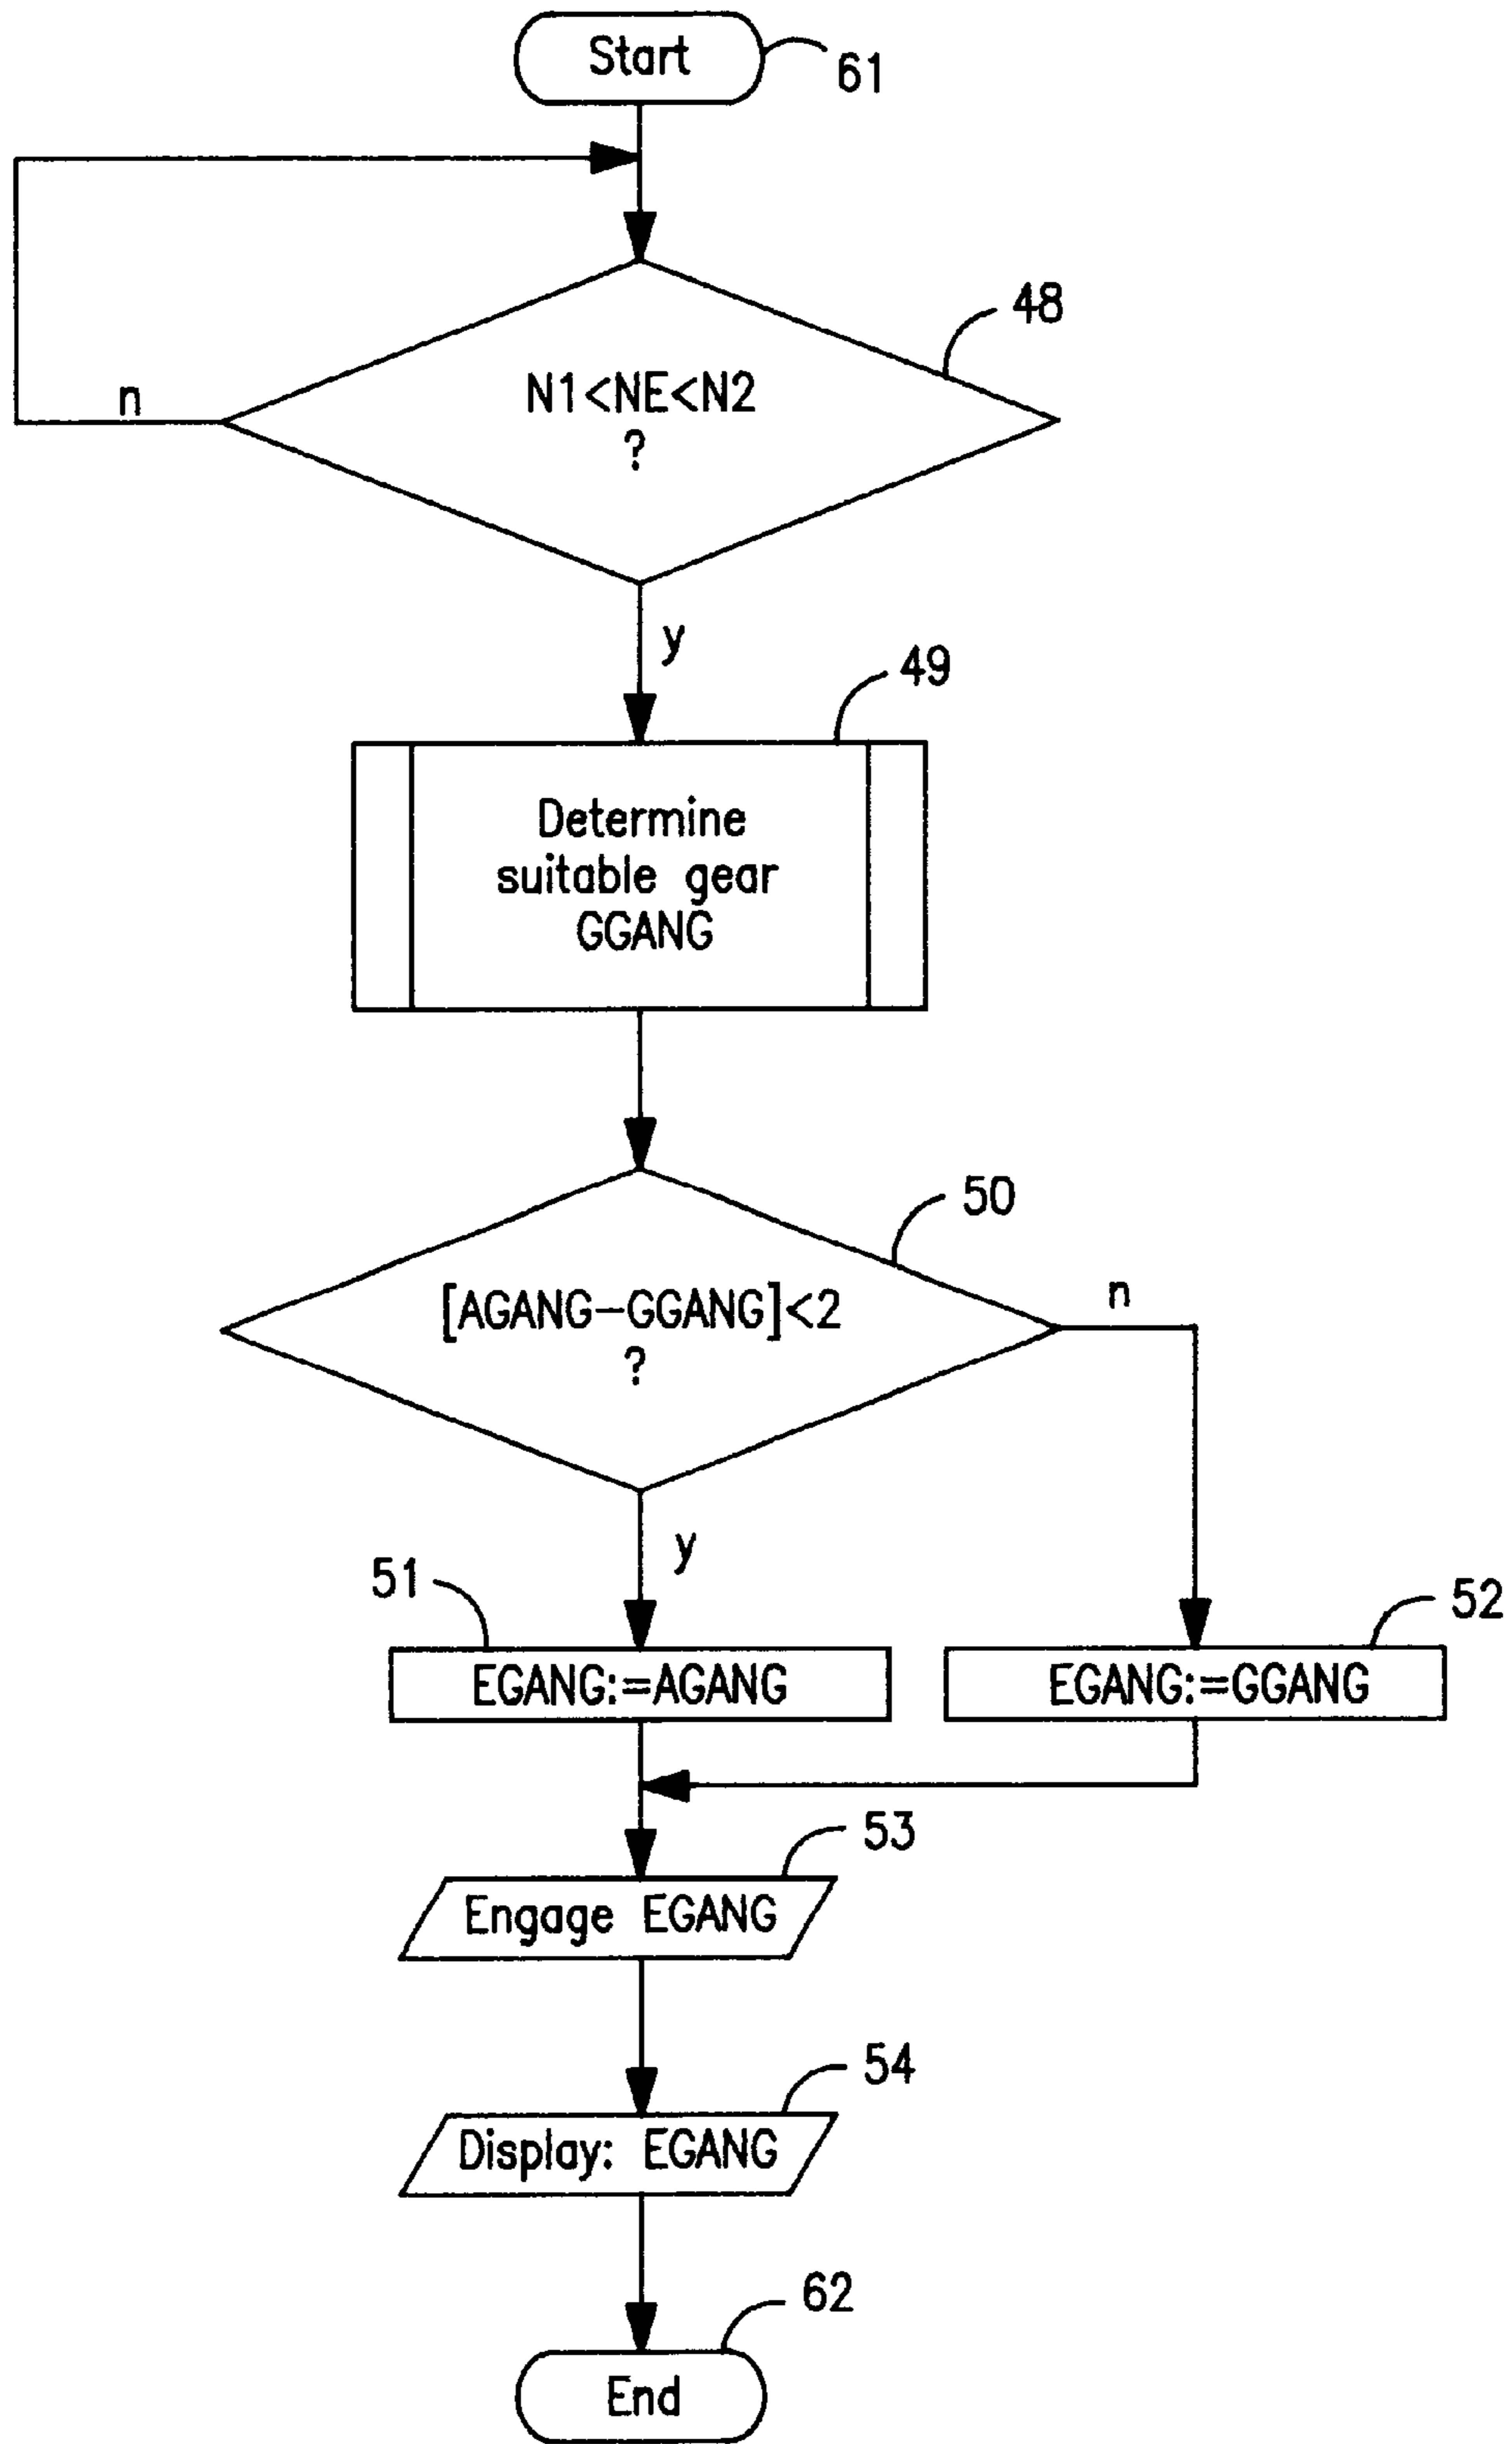 Start
61
48
N1<NE<N2
?
n
y
49
Determine
suitable gear
GGANG
50
[AGANG-GGANG]<2
?
n
y
51
52
EGANG:=AGANG
EGANG:=GGANG
53
Engage EGANG
54
Display: EGANG
62
End